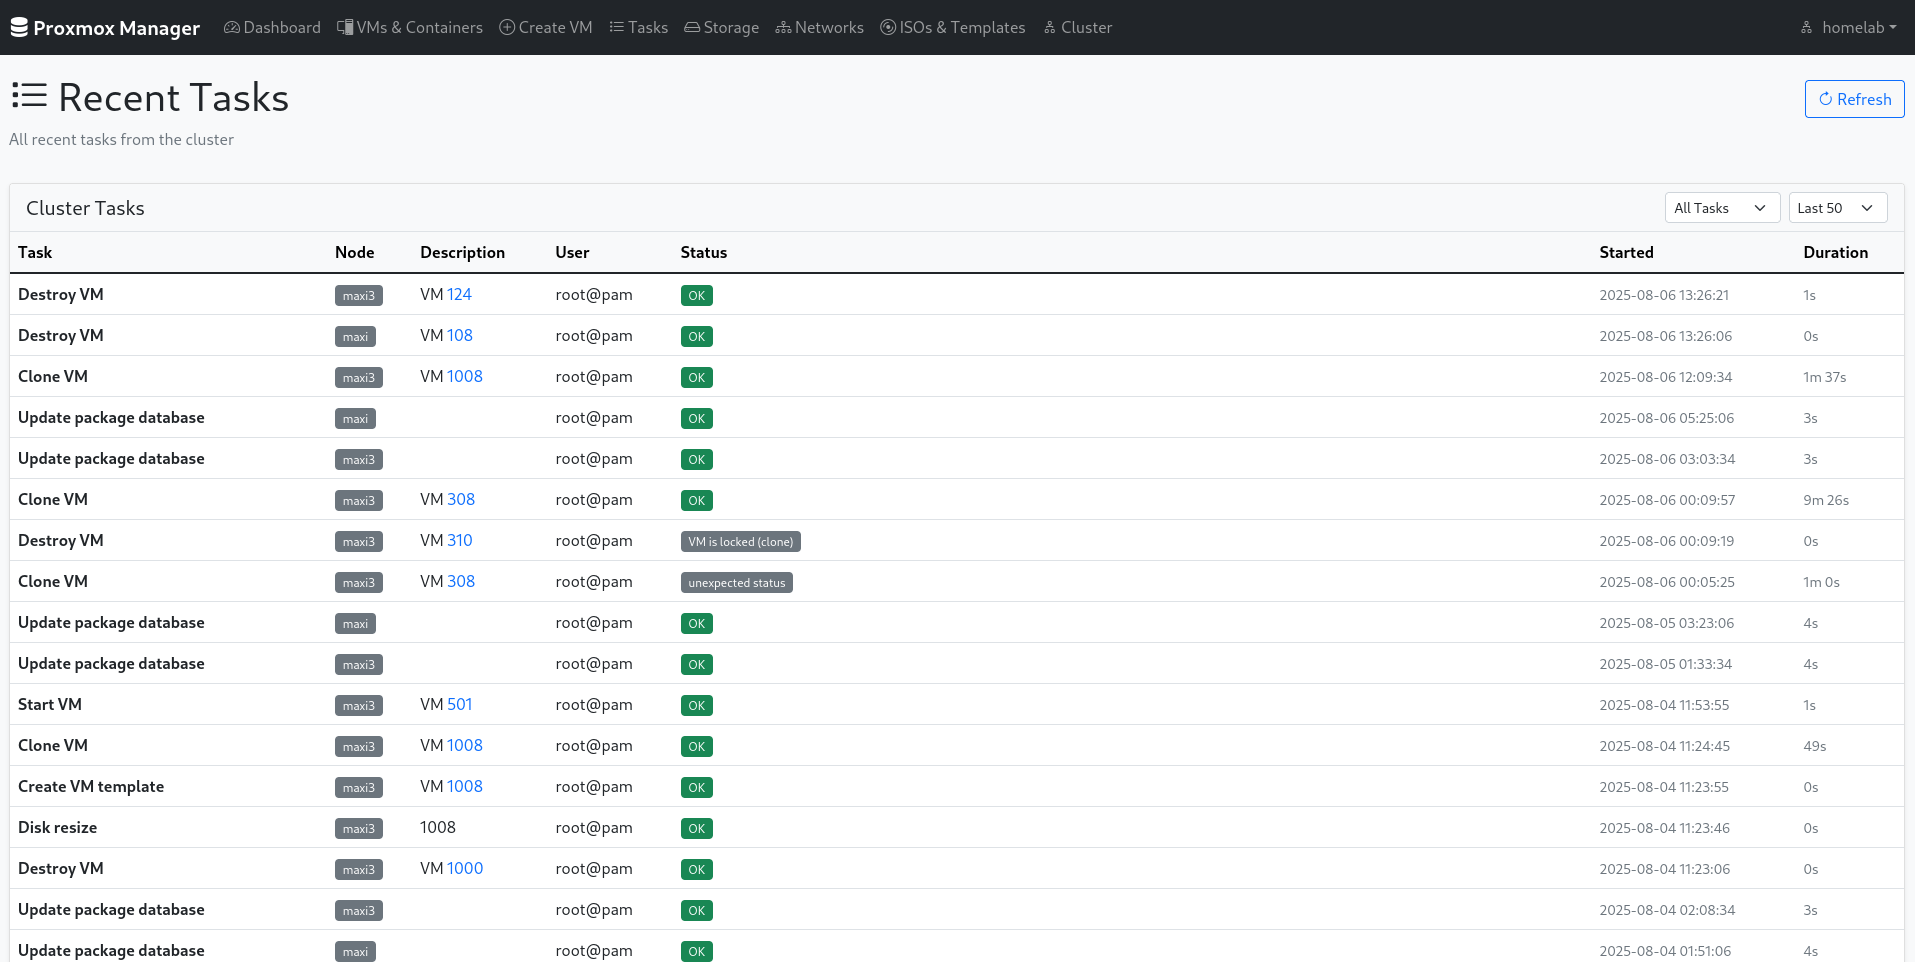 Proxmox Manager Dashboard VMs & Containers Create VM Tasks Storage Networks ISOs & Templates Cluster homelab
Recent Tasks Refresh
All recent tasks from the cluster
Cluster Tasks All Tasks Last 50
Task Node Description User Status Started Duration
Destroy VM maxi3 VM 124 root@pam OK 2025-08-06 13:26:21 1s
Destroy VM maxi VM 108 root@pam OK 2025-08-06 13:26:06 0s
Clone VM maxi3 VM 1008 root@pam OK 2025-08-06 12:09:34 1m 37s
Update package database maxi root@pam OK 2025-08-06 05:25:06 3s
Update package database maxi3 root@pam OK 2025-08-06 03:03:34 3s
Clone VM maxi3 VM 308 root@pam OK 2025-08-06 00:09:57 9m 26s
Destroy VM maxi3 VM 310 root@pam VM is locked (clone) 2025-08-06 00:09:19 0s
Clone VM maxi3 VM 308 root@pam unexpected status 2025-08-06 00:05:25 1m 0s
Update package database maxi root@pam OK 2025-08-05 03:23:06 4s
Update package database maxi3 root@pam OK 2025-08-05 01:33:34 4s
Start VM maxi3 VM 501 root@pam OK 2025-08-04 11:53:55 1s
Clone VM maxi3 VM 1008 root@pam OK 2025-08-04 11:24:45 49s
Create VM template maxi3 VM 1008 root@pam OK 2025-08-04 11:23:55 0s
Disk resize maxi3 1008 root@pam OK 2025-08-04 11:23:46 0s
Destroy VM maxi3 VM 1000 root@pam OK 2025-08-04 11:23:06 0s
Update package database maxi3 root@pam OK 2025-08-04 02:08:34 3s
Update package database maxi root@pam OK 2025-08-04 01:51:06 4s